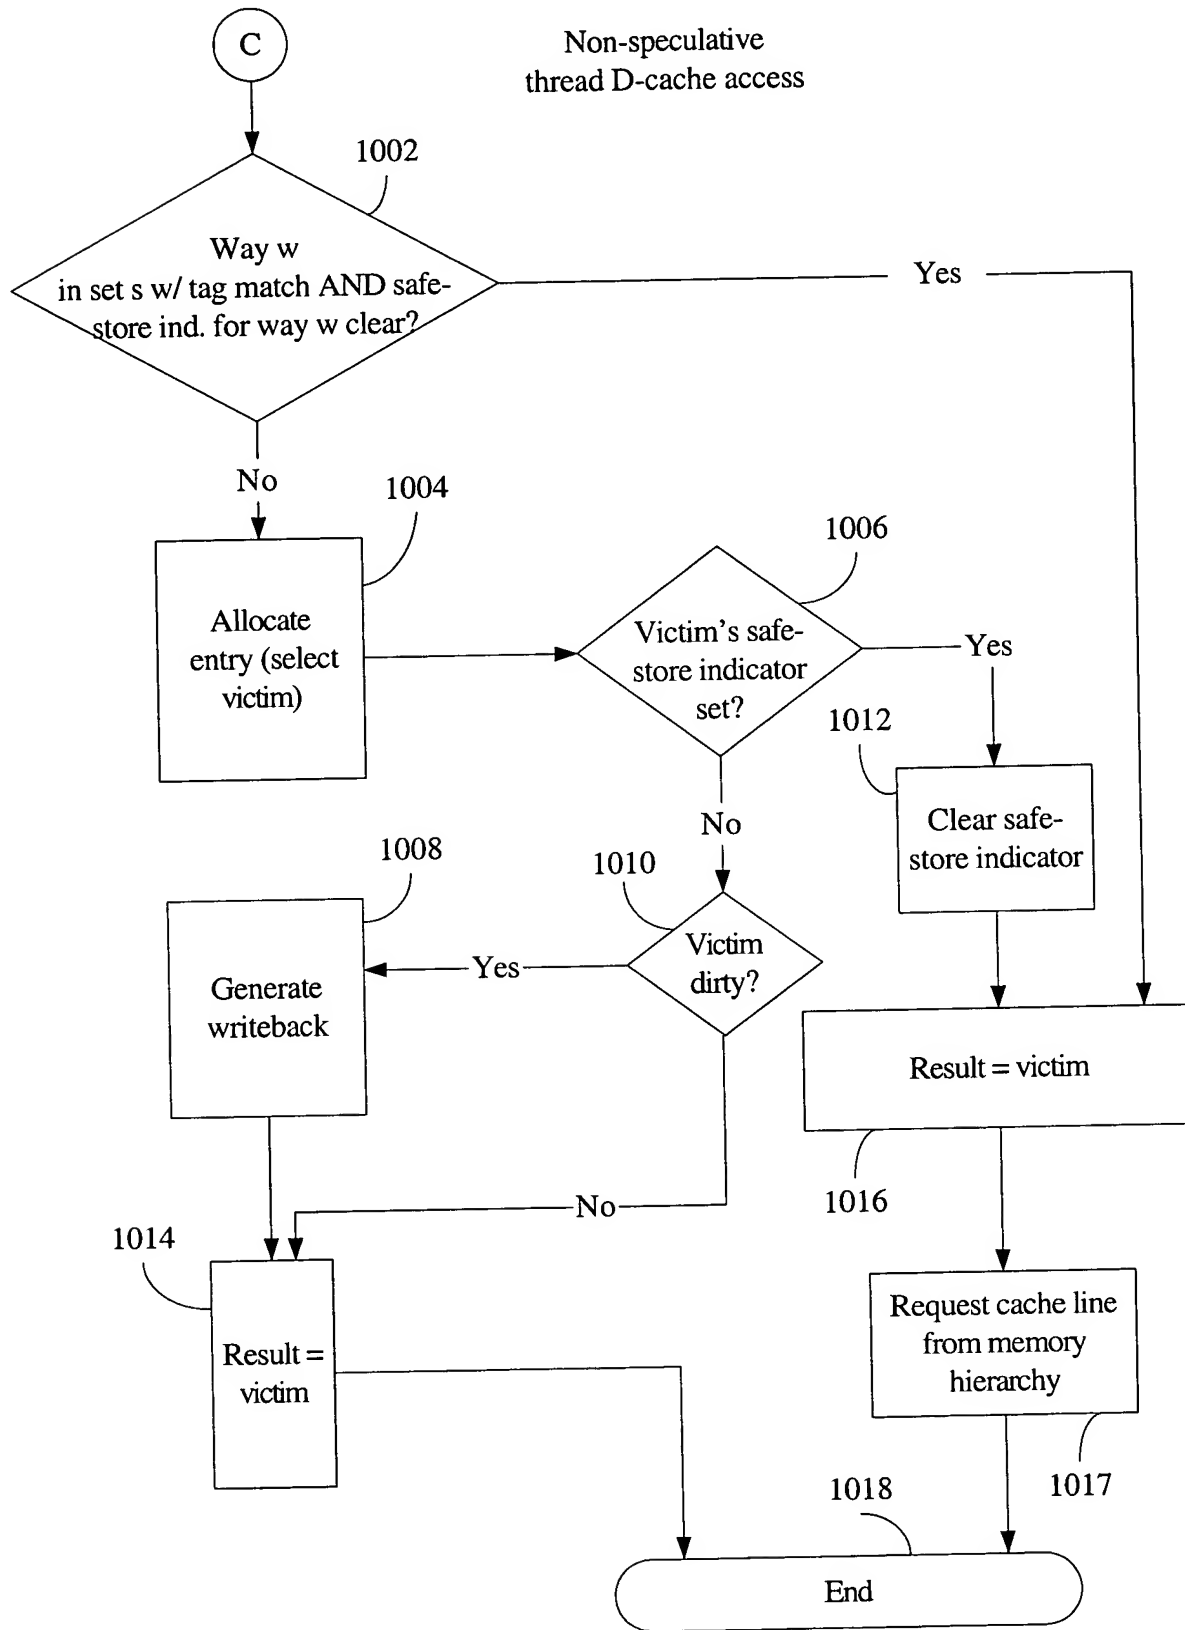 C
Non-speculative
thread D-cache access
1002
Way w
in set s w/ tag match AND safe-
store ind. for way w clear?
Yes
No
1004
Allocate
entry (select
victim)
1006
Victim's safe-
store indicator
set?
Yes
1012
Clear safe-
store indicator
No
1008
Generate
writeback
1010
Victim
dirty?
Yes
Result = victim
1016
No
1014
Result =
victim
Request cache line
from memory
hierarchy
1017
1018
End